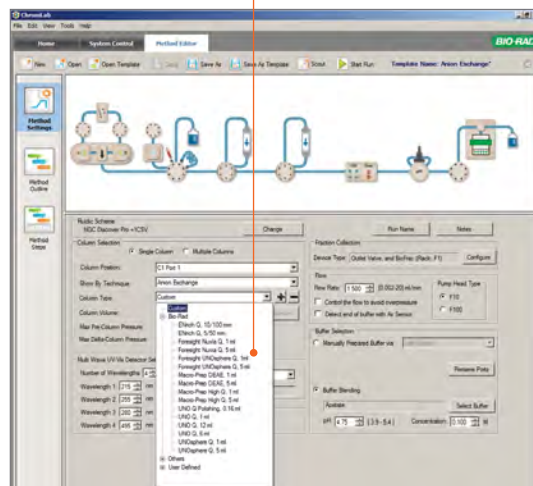 ChromLab
File Edit View Tools Help
Home System Control Method Editor BIO-RAD
New Open Open Template Save Save As Save As Template Scout Start Run Template Name: Anion Exchange*
Method Settings
Method Outline
Method Steps
Fluidic Scheme
NGC Discover Pro +1CSV Change Run Name Notes
Column Selection
Single Column Multiple Columns
Column Position: C1 Port 1
Show By Technique: Anion Exchange
Column Type: Custom
Column Volume:
Max Pre-Column Pressure
Max Delta-Column Pressure
Multi Wave UV-Vis Detector Se
Number of Wavelengths 4
Wavelength 1 215 nm
Wavelength 2 255 nm
Wavelength 3 280 nm
Wavelength 4 495 nm
Custom
Bio-Rad
ENrich Q, 10/100 mm
ENrich Q, 5/50 mm
Foresight Nuvia Q, 1 ml
Foresight Nuvia Q, 5 ml
Foresight UNOsphere Q, 1ml
Foresight UNOsphere Q, 5 ml
Macro-Prep DEAE, 1 ml
Macro-Prep DEAE, 5 ml
Macro-Prep High Q, 1 ml
Macro-Prep High Q, 5 ml
UNO Q Polishing, 0.16 ml
UNO Q, 1 ml
UNO Q, 12 ml
UNO Q, 6 ml
UNOsphere Q, 1 ml
UNOsphere Q, 5 ml
Others
User Defined
Fraction Collection
Device Type: Outlet Valve, and BioFrac (Rack: F1) Configure
Flow
Flow Rate: 1.500 (0.002-20) ml/min
Control the flow to avoid overpressure
Detect end of buffer with Air Sensor
Pump Head Type
F10
F100
Buffer Selection
Manually Prepared Buffer via:
Rename Ports
Buffer Blending
Acetate Select Buffer
pH: 4.75 (3.9 - 5.4) Concentration: 0.100 M